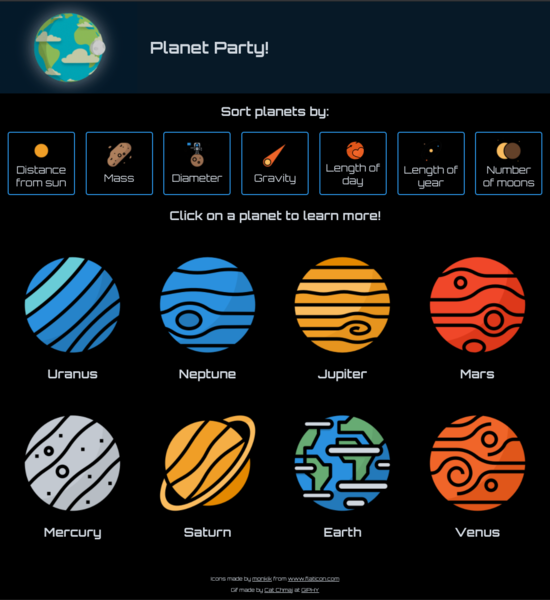 Planet Party!
Sort planets by:
Distance
from sun
Mass
Diameter
Gravity
Length of
day
Length of
year
Number
of moons
Click on a planet to learn more!
Uranus
Neptune
Jupiter
Mars
Mercury
Saturn
Earth
Venus
Icons made by monkik from www.flaticon.com
Gif made by Cat Chmaj at GIPHY